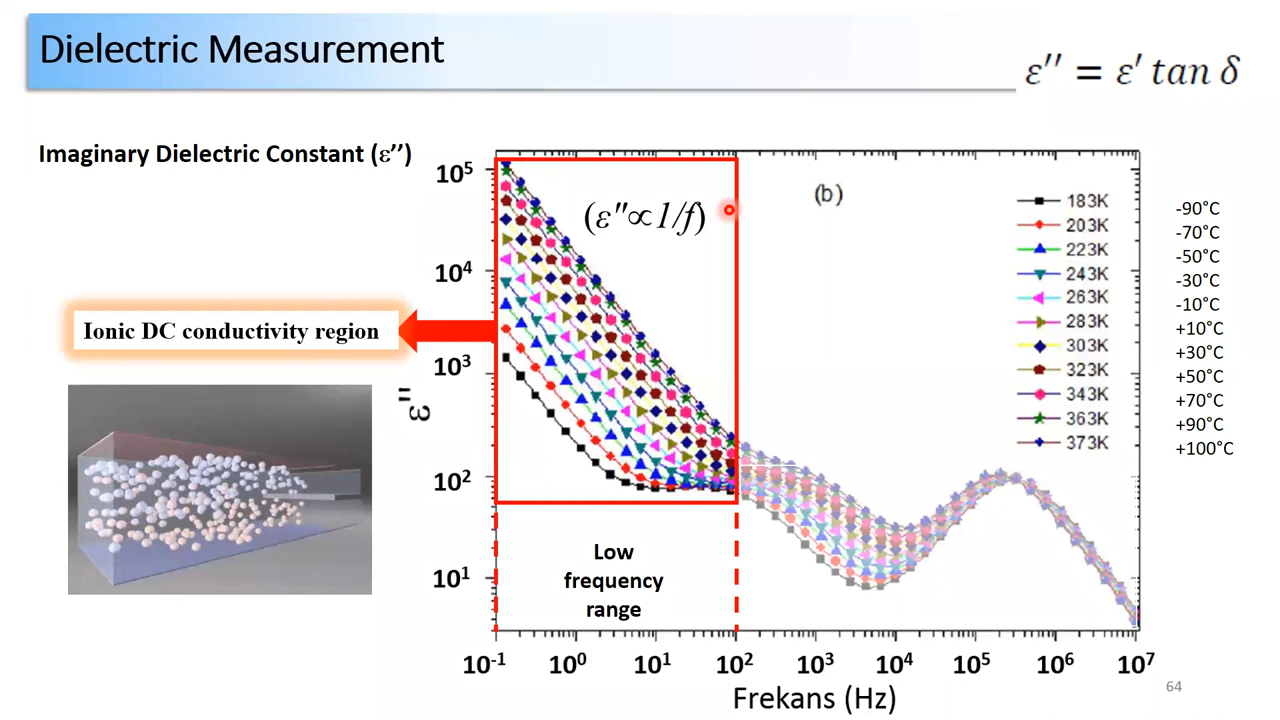 Dielectric Measurement
ε′′ = ε′ tan δ
Imaginary Dielectric Constant (ε’’)
(ε″∝1/f)
(b)
183K -90°C
203K -70°C
223K -50°C
243K -30°C
263K -10°C
283K +10°C
303K +30°C
323K +50°C
343K +70°C
363K +90°C
373K +100°C
Ionic DC conductivity region
10⁵
10⁴
10³
10²
10¹
ε''
Low
frequency
range
10⁻¹ 10⁰ 10¹ 10² 10³ 10⁴ 10⁵ 10⁶ 10⁷
Frekans (Hz)
64